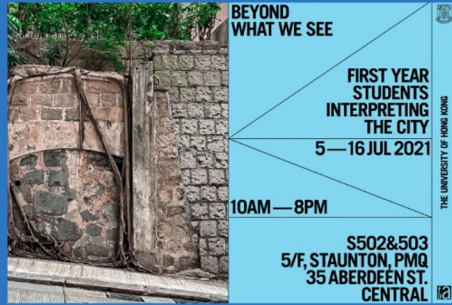 BEYOND
WHAT WE SEE
FIRST YEAR
STUDENTS
INTERPRETING
THE CITY
5—16 JUL 2021
10AM—8PM
S502&503
5/F, STAUNTON, PMQ
35 ABERDEEN ST.
CENTRAL
THE UNIVERSITY OF HONG KONG